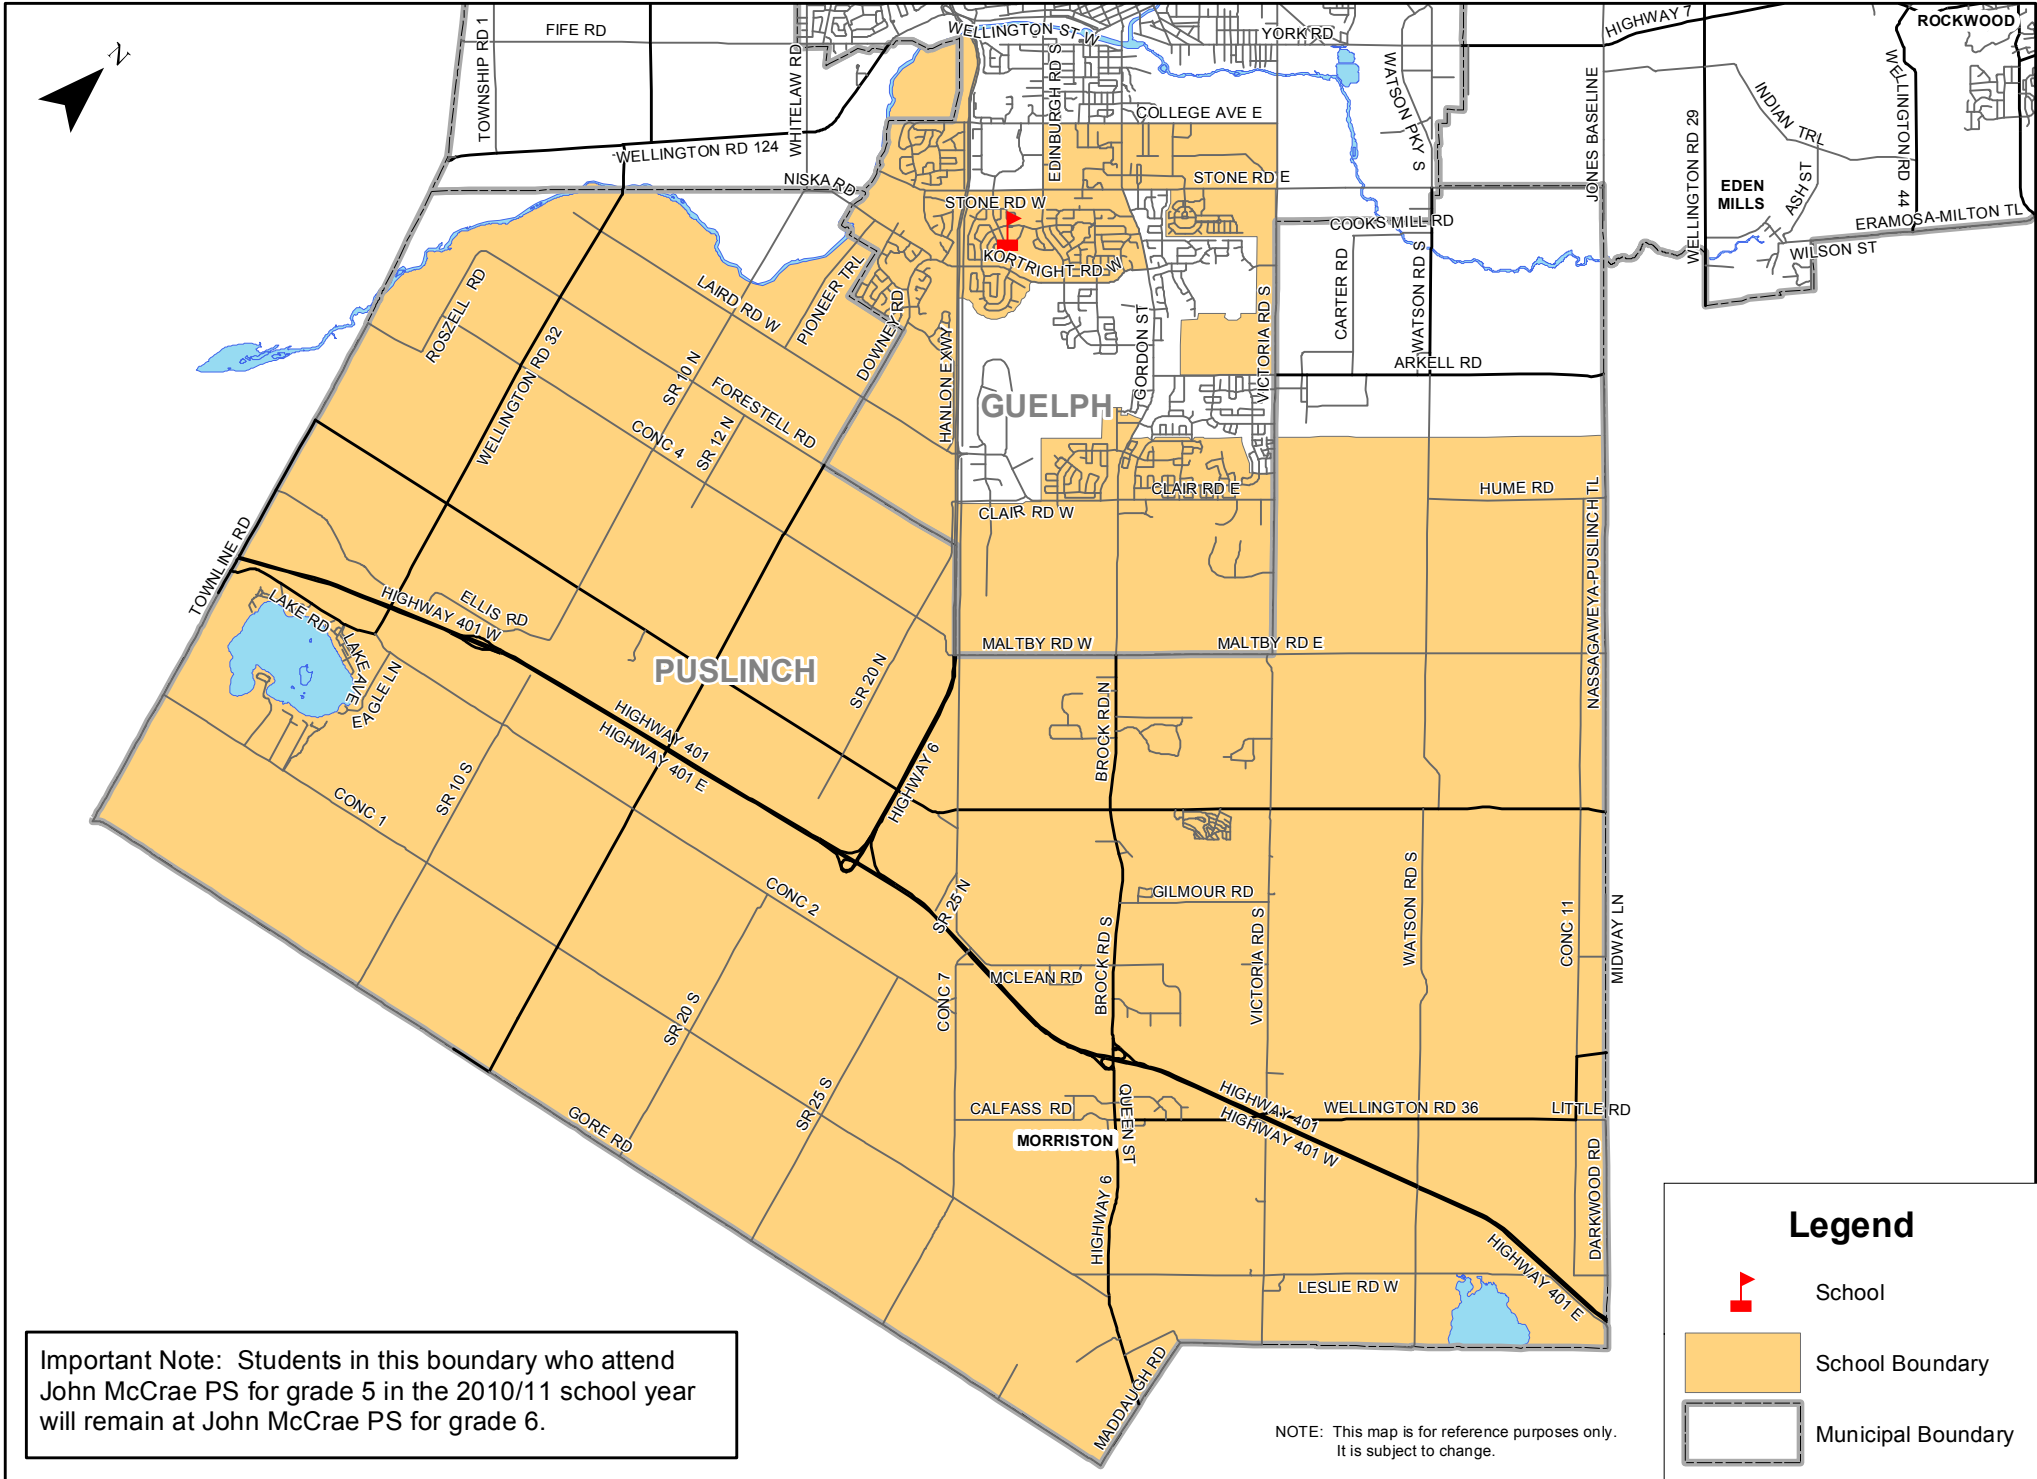 N
TOWNSHIP RD 1
FIFE RD
WHITELAW RD
WELLINGTON ST W
EDINBURGH RD S
YORK RD
WATSON PKY S
HIGHWAY 7
ROCKWOOD
WELLINGTON RD 44
INDIAN TRL
JONES BASELINE
WELLINGTON RD 29
COLLEGE AVE E
WELLINGTON RD 124
NISKA RD
STONE RD E
STONE RD W
EDEN
MILLS
ASH ST
ERAMOSA-MILTON TL
WILSON ST
COOKS MILL RD
KORTRIGHT RD W
CARTER RD
WATSON RD S
ROSZELL RD
LAIRD RD W
PIONEER TRL
DOWNEY RD
HANLON EXWY
GORDON ST
VICTORIA RD S
ARKELL RD
WELLINGTON RD 32
SR 10 N
FORESTELL RD
SR 12 N
CONC 4
GUELPH
CLAIR RD E
CLAIR RD W
HUME RD
NASSAGAWEYA-PUSLINCH TL
TOWNLINE RD
LAKE RD
LAKE AVE
EAGLE LN
HIGHWAY 401 W
ELLIS RD
MALTBY RD W
MALTBY RD E
PUSLINCH
SR 20 N
HIGHWAY 401
HIGHWAY 401 E
HIGHWAY 6
BROCK RD N
CONC 1
SR 10 S
CONC 2
SR 25 N
GILMOUR RD
WATSON RD S
CONC 11
MIDWAY LN
MCLEAN RD
BROCK RD S
VICTORIA RD S
CONC 7
SR 20 S
SR 25 S
GORE RD
CALFASS RD
QUEEN ST
MORRISTON
HIGHWAY 401
HIGHWAY 401 W
WELLINGTON RD 36
LITTLE RD
DARKWOOD RD
HIGHWAY 6
LESLIE RD W
HIGHWAY 401 E
MADDAUGH RD
Important Note: Students in this boundary who attend
John McCrae PS for grade 5 in the 2010/11 school year
will remain at John McCrae PS for grade 6.
NOTE: This map is for reference purposes only.
It is subject to change.
Legend
School
School Boundary
Municipal Boundary